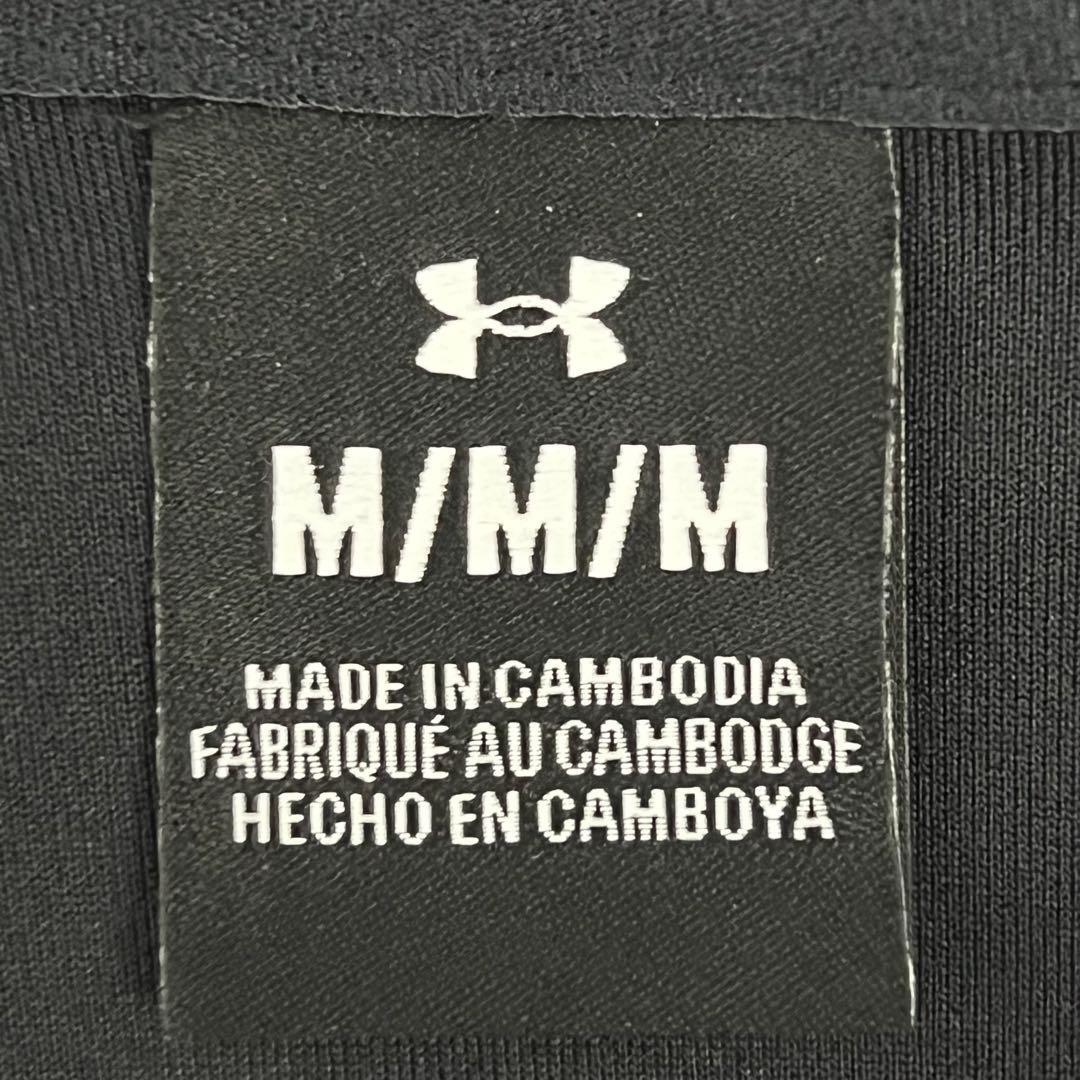 M/M/M
MADE IN CAMBODIA
FABRIQUÉ AU CAMBODGE
HECHO EN CAMBOYA